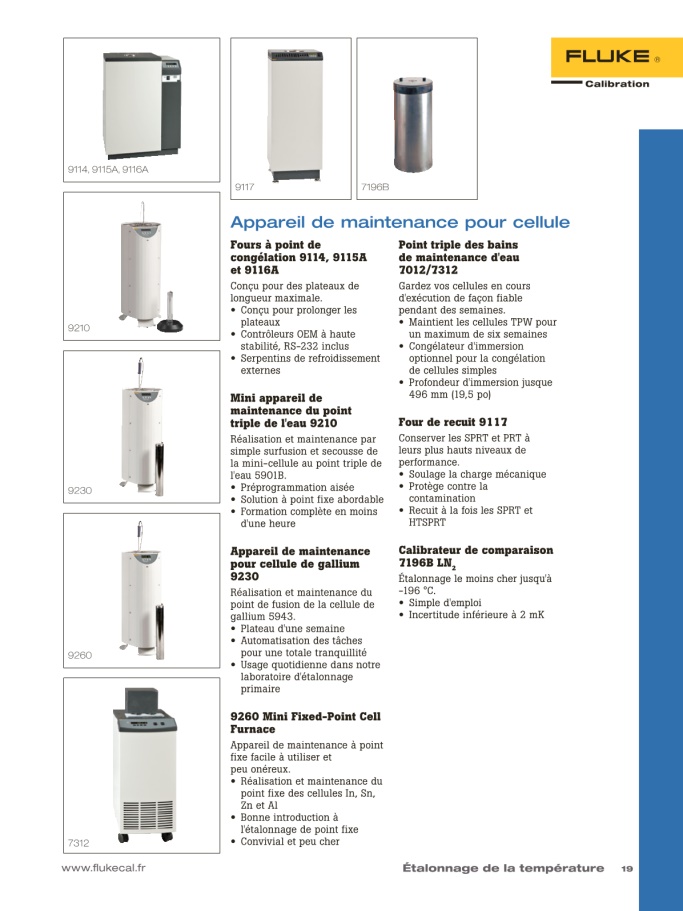 FLUKE ®
Calibration
9114, 9115A, 9116A
9117
7196B
9210
9230
9260
7312
Appareil de maintenance pour cellule
Fours à point de
congélation 9114, 9115A
et 9116A
Conçu pour des plateaux de
longueur maximale.
• Conçu pour prolonger les
plateaux
• Contrôleurs OEM à haute
stabilité, RS-232 inclus
• Serpentins de refroidissement
externes
Mini appareil de
maintenance du point
triple de l'eau 9210
Réalisation et maintenance par
simple surfusion et secousse de
la mini-cellule au point triple de
l'eau 5901B.
• Préprogrammation aisée
• Solution à point fixe abordable
• Formation complète en moins
d'une heure
Appareil de maintenance
pour cellule de gallium
9230
Réalisation et maintenance du
point de fusion de la cellule de
gallium 5943.
• Plateau d'une semaine
• Automatisation des tâches
pour une totale tranquillité
• Usage quotidienne dans notre
laboratoire d'étalonnage
primaire
9260 Mini Fixed-Point Cell
Furnace
Appareil de maintenance à point
fixe facile à utiliser et
peu onéreux.
• Réalisation et maintenance du
point fixe des cellules In, Sn,
Zn et Al
• Bonne introduction à
l'étalonnage de point fixe
• Convivial et peu cher
Point triple des bains
de maintenance d'eau
7012/7312
Gardez vos cellules en cours
d'exécution de façon fiable
pendant des semaines.
• Maintient les cellules TPW pour
un maximum de six semaines
• Congélateur d'immersion
optionnel pour la congélation
de cellules simples
• Profondeur d'immersion jusque
496 mm (19,5 po)
Four de recuit 9117
Conserver les SPRT et PRT à
leurs plus hauts niveaux de
performance.
• Soulage la charge mécanique
• Protège contre la
contamination
• Recuit à la fois les SPRT et
HTSPRT
Calibrateur de comparaison
7196B LN2
Étalonnage le moins cher jusqu'à
-196 °C.
• Simple d'emploi
• Incertitude inférieure à 2 mK
www.flukecal.fr
Étalonnage de la température 19